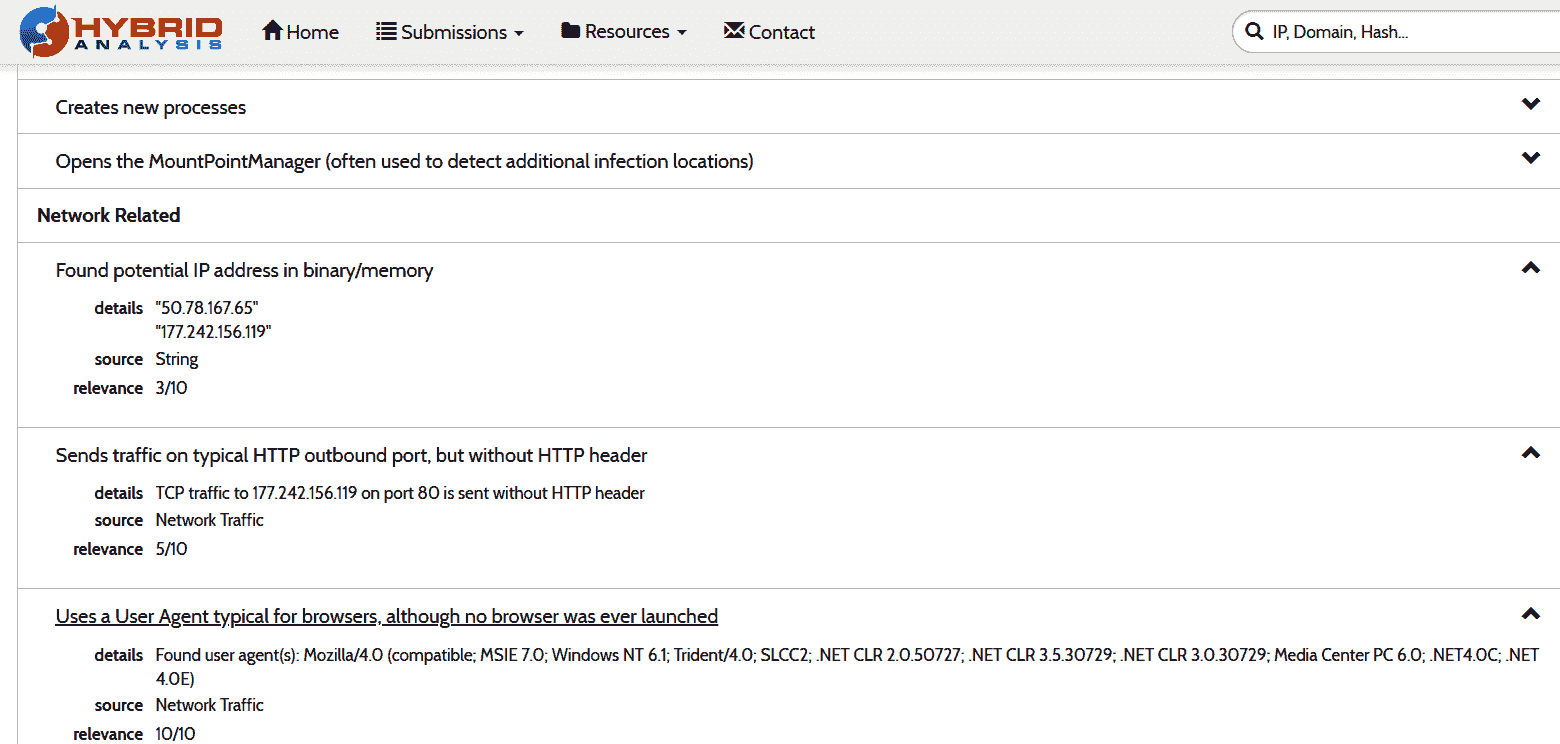 HYBRID
ANALYSIS
Home
Submissions
Resources
Contact
IP, Domain, Hash...
Creates new processes
Opens the MountPointManager (often used to detect additional infection locations)
Network Related
Found potential IP address in binary/memory
details "50.78.167.65"
"177.242.156.119"
source String
relevance 3/10
Sends traffic on typical HTTP outbound port, but without HTTP header
details TCP traffic to 177.242.156.119 on port 80 is sent without HTTP header
source Network Traffic
relevance 5/10
Uses a User Agent typical for browsers, although no browser was ever launched
details Found user agent(s): Mozilla/4.0 (compatible; MSIE 7.0; Windows NT 6.1; Trident/4.0; SLCC2; .NET CLR 2.0.50727; .NET CLR 3.5.30729; .NET CLR 3.0.30729; Media Center PC 6.0; .NET4.0C; .NET
4.0E)
source Network Traffic
relevance 10/10